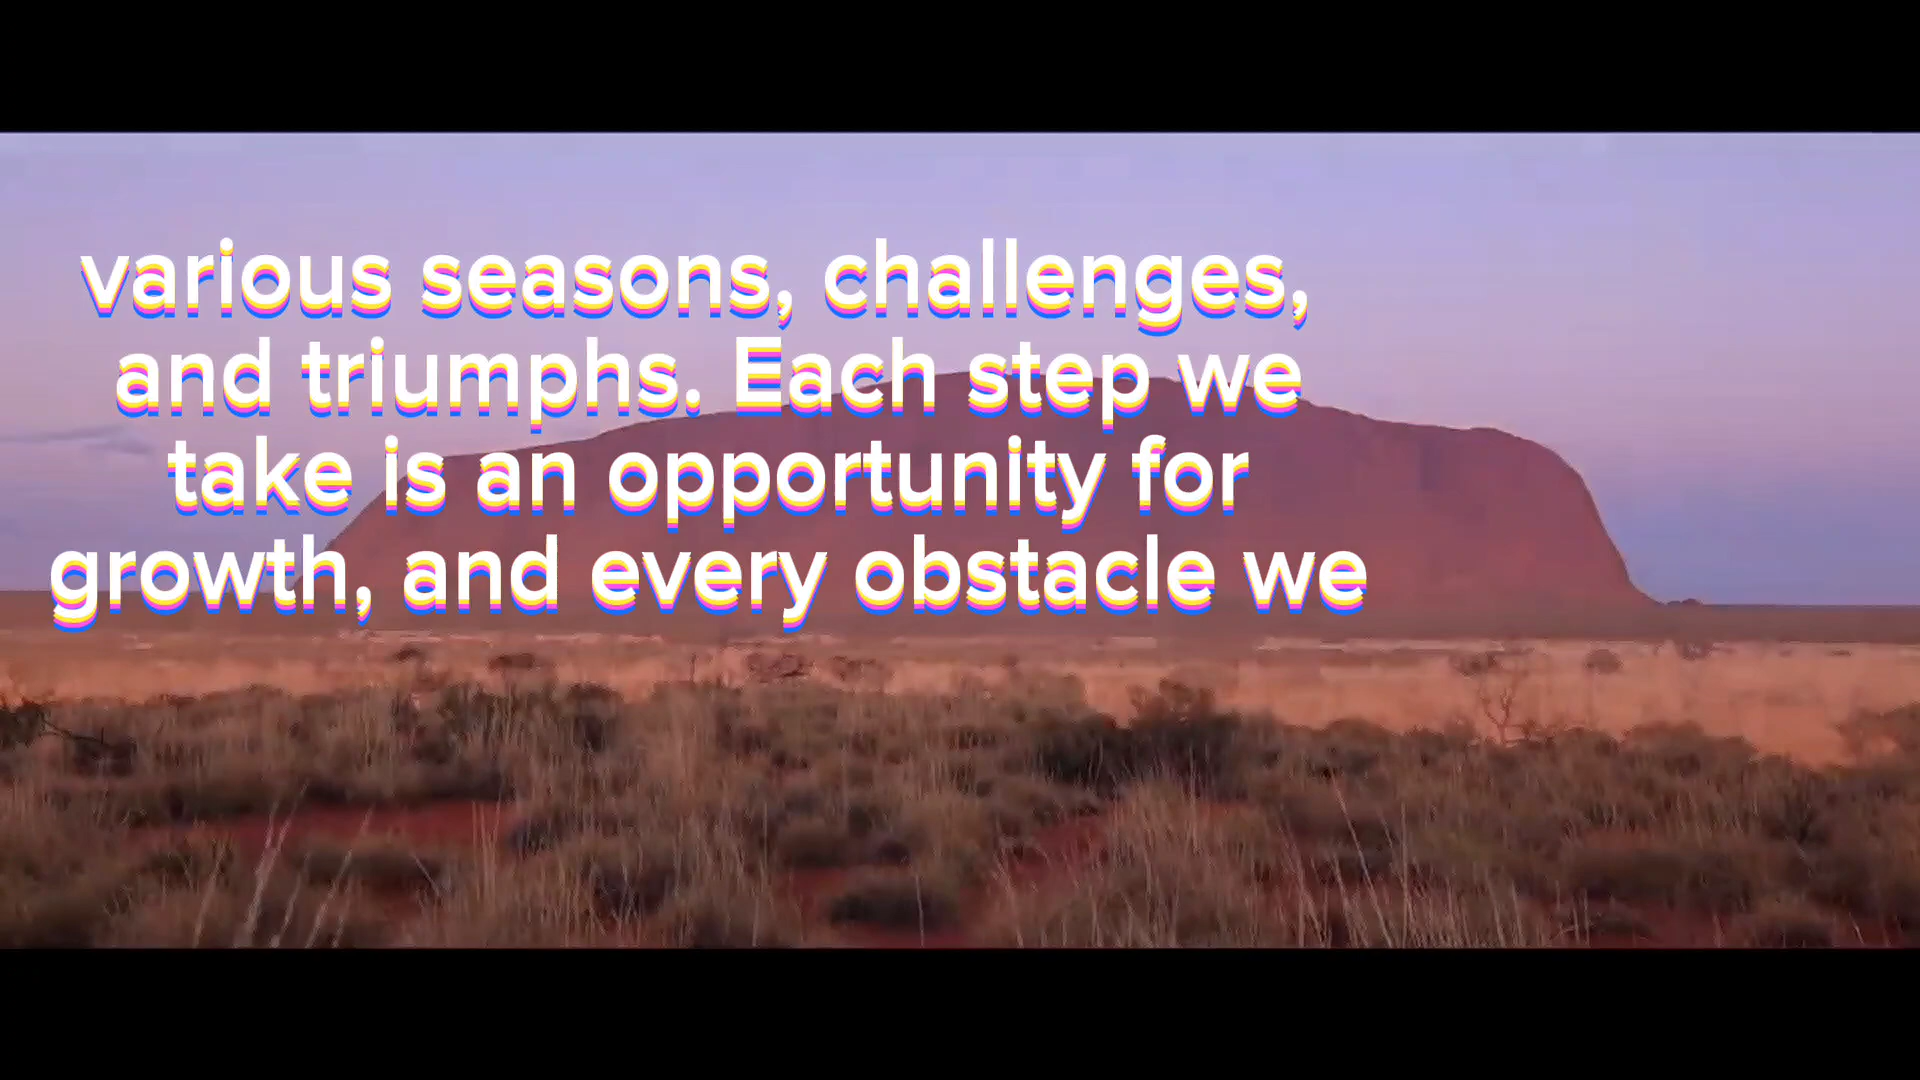 various seasons, challenges,
and triumphs. Each step we
take is an opportunity for
growth, and every obstacle we